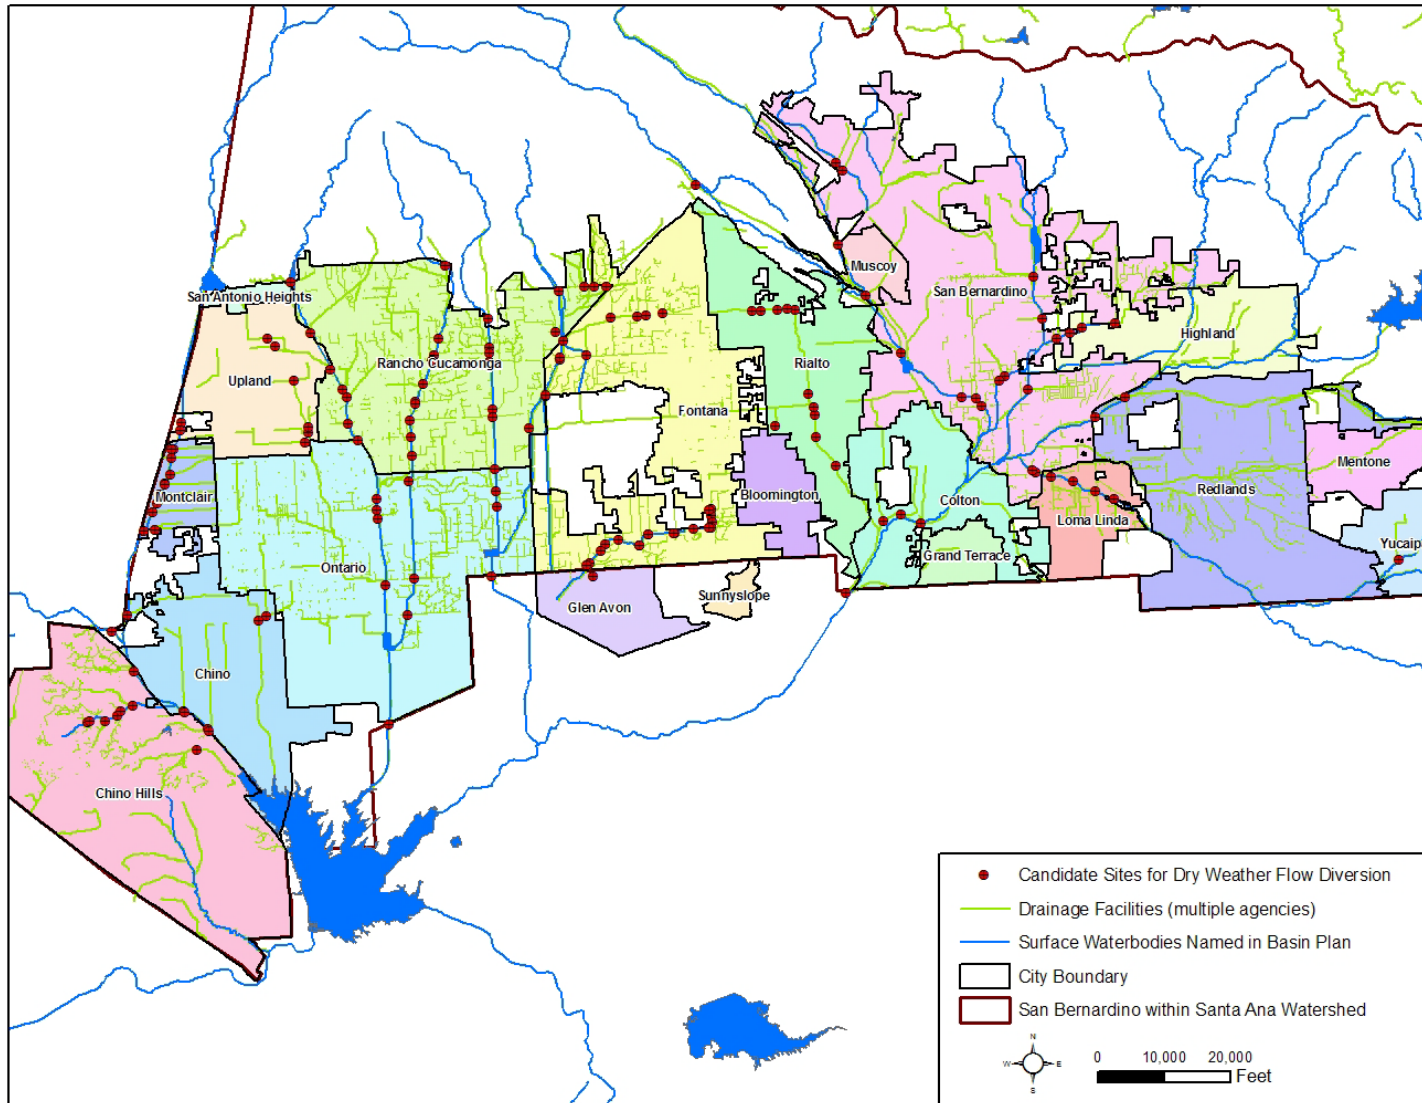 San Antonio Heights
Upland
Rancho Cucamonga
Montclair
Ontario
Chino
Chino Hills
Fontana
Rialto
Bloomington
Glen Avon
Sunnyslope
Muscoy
San Bernardino
Highland
Colton
Grand Terrace
Loma Linda
Redlands
Mentone
Yucaip
Candidate Sites for Dry Weather Flow Diversion
Drainage Facilities (multiple agencies)
Surface Waterbodies Named in Basin Plan
City Boundary
San Bernardino within Santa Ana Watershed
N
W E
S
0 10,000 20,000
Feet